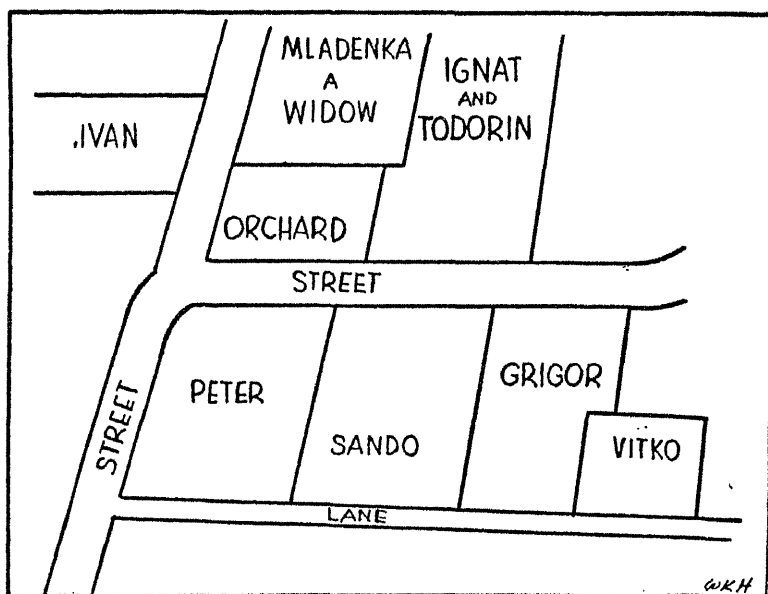 MLADENKA
A
WIDOW
IGNAT
AND
TODORIN
.IVAN
ORCHARD
STREET
STREET
PETER
SANDO
GRIGOR
VITKO
LANE
WKH